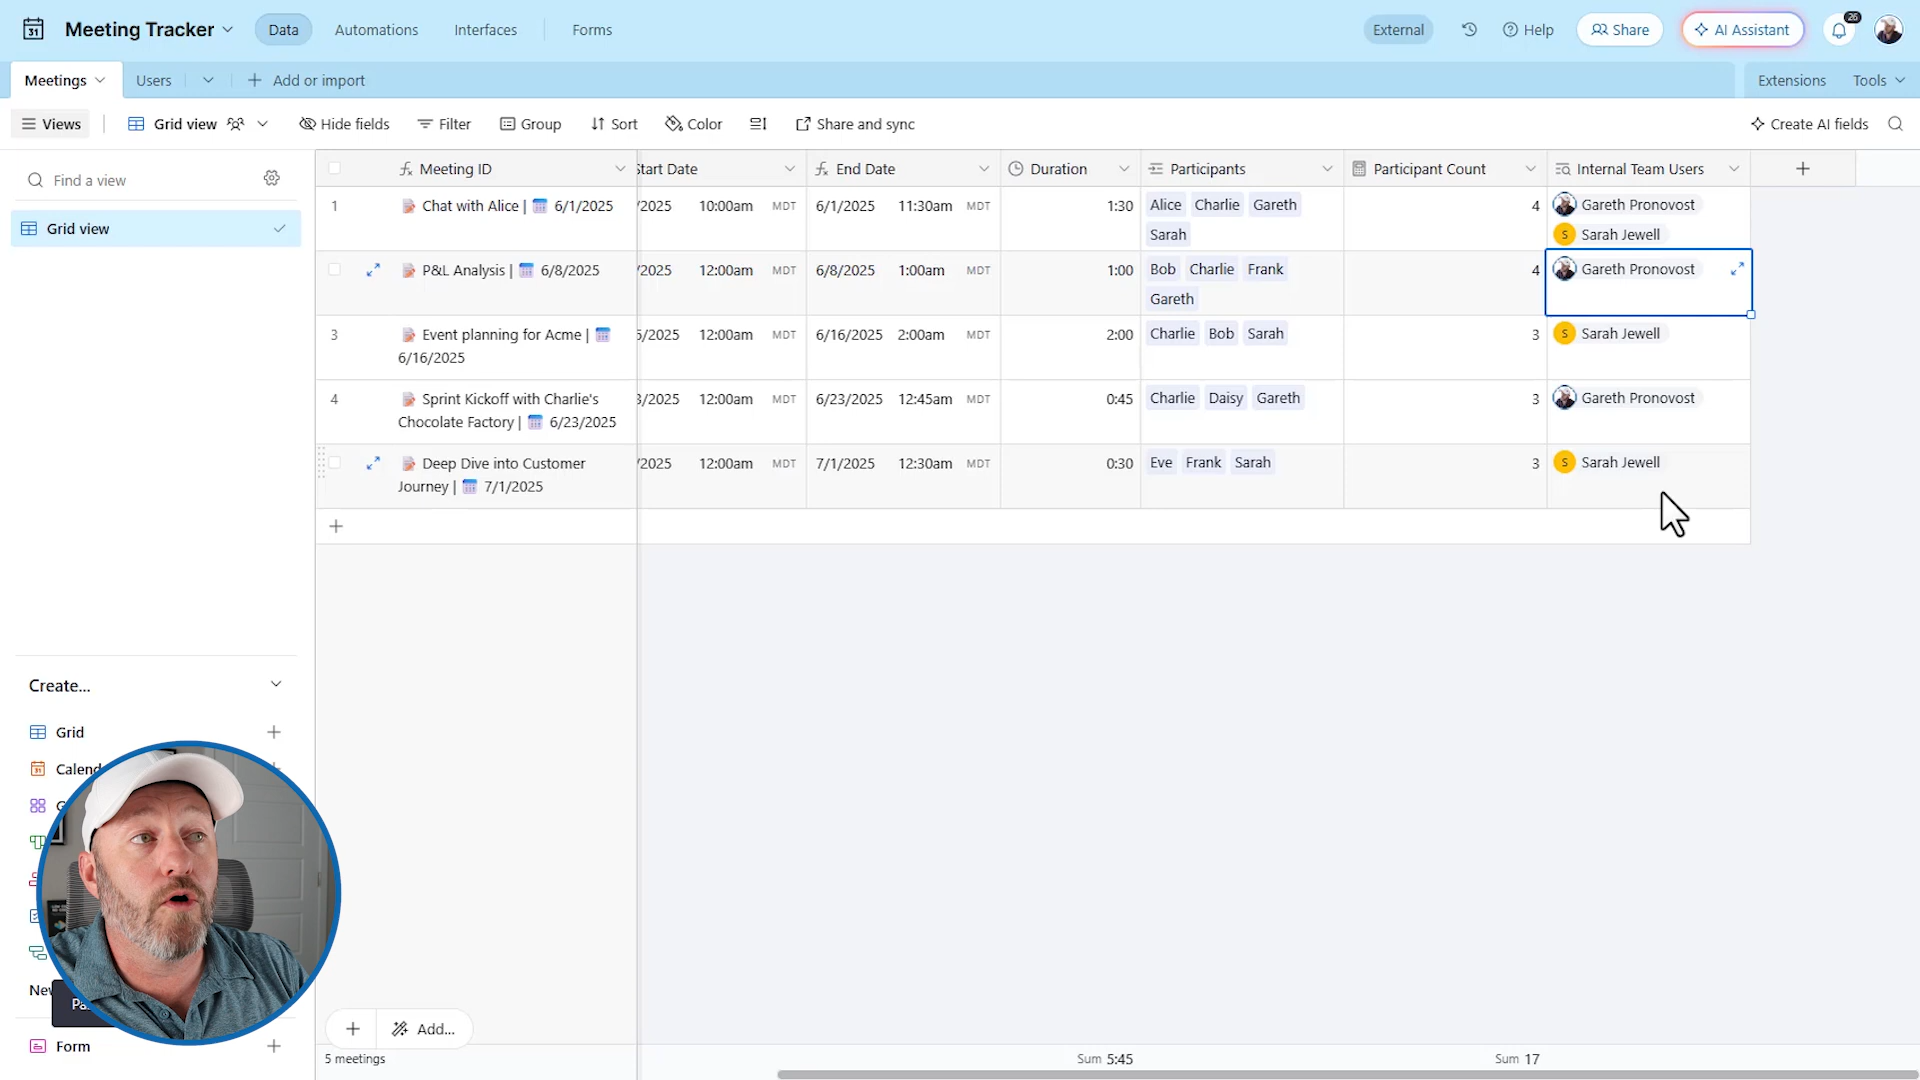 31 Meeting Tracker Data Automations Interfaces Forms External Help Share AI Assistant 26
Meetings Users Add or import Extensions Tools
Views Grid view Hide fields Filter Group Sort Color Share and sync Create AI fields
Find a view
Grid view
Meeting ID Start Date End Date Duration Participants Participant Count Internal Team Users
1 Chat with Alice | 6/1/2025 /2025 10:00am MDT 6/1/2025 11:30am MDT 1:30 Alice Charlie Gareth 4 Gareth Pronovost
Sarah S Sarah Jewell
P&L Analysis | 6/8/2025 /2025 12:00am MDT 6/8/2025 1:00am MDT 1:00 Bob Charlie Frank 4 Gareth Pronovost
Gareth
3 Event planning for Acme | 6/2025 12:00am MDT 6/16/2025 2:00am MDT 2:00 Charlie Bob Sarah 3 S Sarah Jewell
6/16/2025
4 Sprint Kickoff with Charlie's 3/2025 12:00am MDT 6/23/2025 12:45am MDT 0:45 Charlie Daisy Gareth 3 Gareth Pronovost
Chocolate Factory | 6/23/2025
Deep Dive into Customer /2025 12:00am MDT 7/1/2025 12:30am MDT 0:30 Eve Frank Sarah 3 S Sarah Jewell
Journey | 7/1/2025
Create...
Grid
Calend
G
New
Pa
Form
Add...
5 meetings Sum 5:45 Sum 17